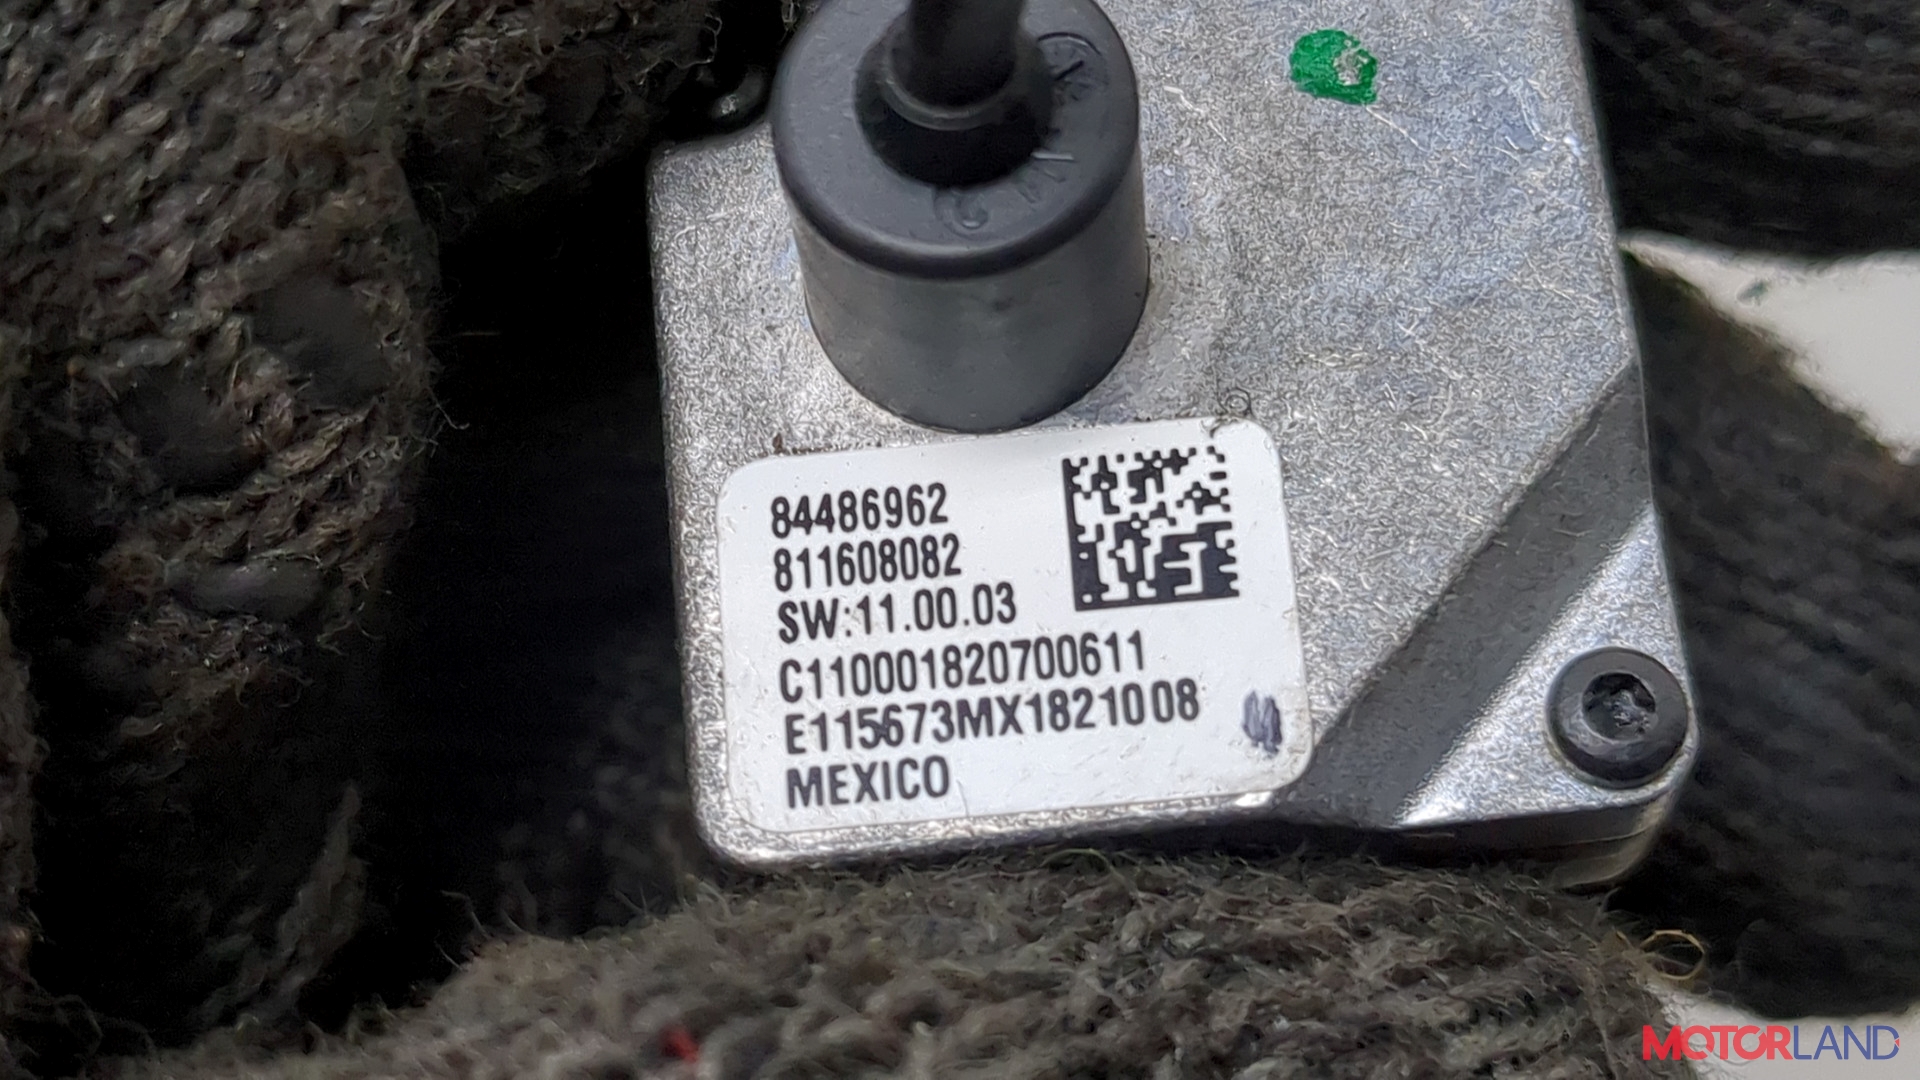 84486962
811608082
SW:11.00.03
C110001820700611
E115673MX1821008
MEXICO
MOTORLAND